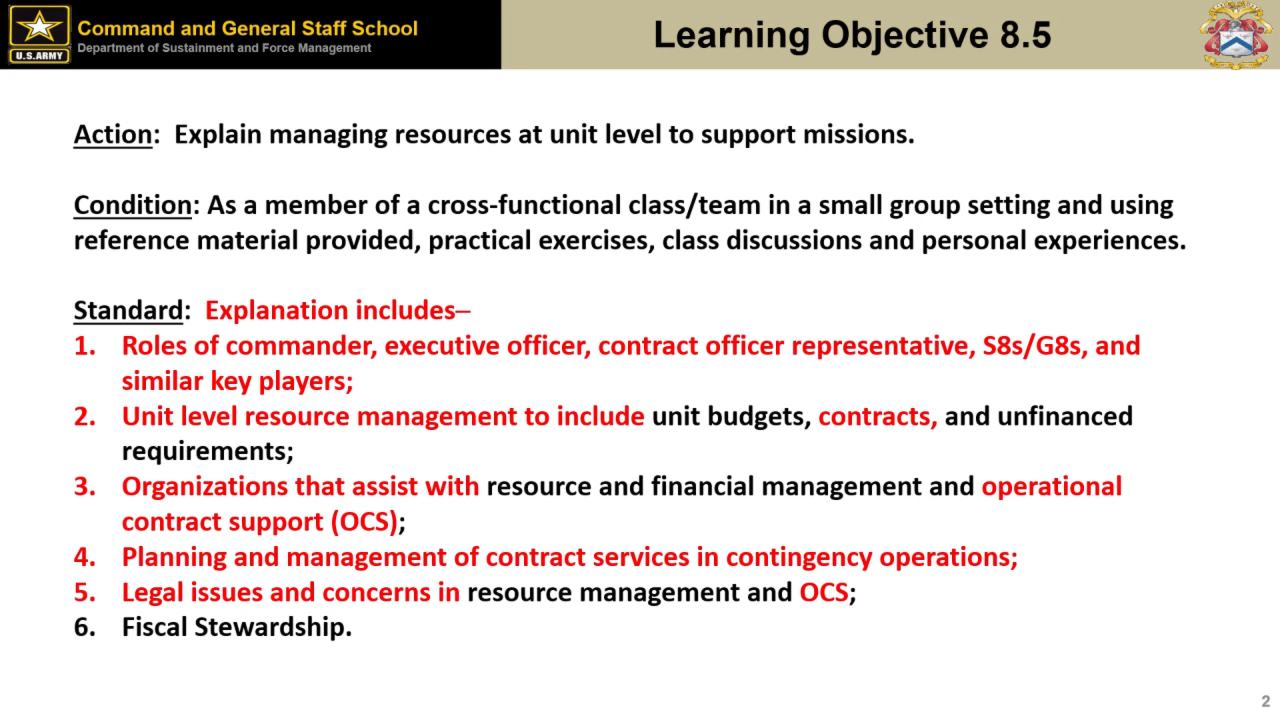 Command and General Staff School
Department of Sustainment and Force Management
U.S.ARMY
Learning Objective 8.5
Action:  Explain managing resources at unit level to support missions.
Condition: As a member of a cross-functional class/team in a small group setting and using
reference material provided, practical exercises, class discussions and personal experiences.
Standard:  Explanation includes–
1. Roles of commander, executive officer, contract officer representative, S8s/G8s, and
similar key players;
2. Unit level resource management to include unit budgets, contracts, and unfinanced
requirements;
3. Organizations that assist with resource and financial management and operational
contract support (OCS);
4. Planning and management of contract services in contingency operations;
5. Legal issues and concerns in resource management and OCS;
6. Fiscal Stewardship.
2